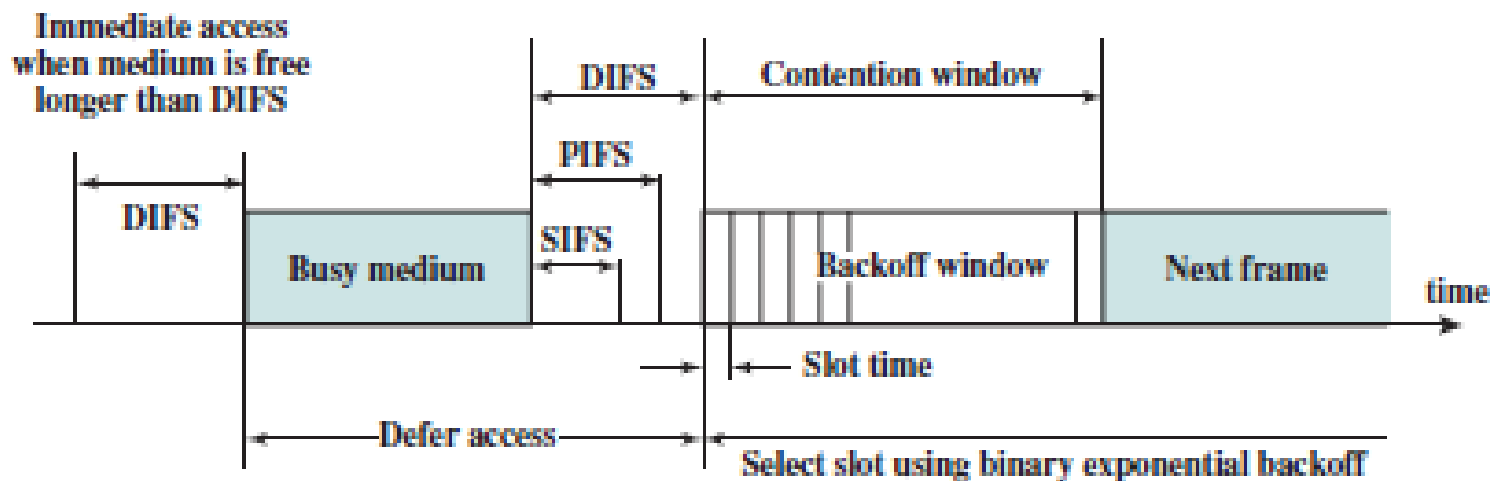 Immediate access
when medium is free
longer than DIFS
DIFS
Contention window
PIFS
DIFS
SIFS
Busy medium
Backoff window
Next frame
time
Slot time
Defer access
Select slot using binary exponential backoff